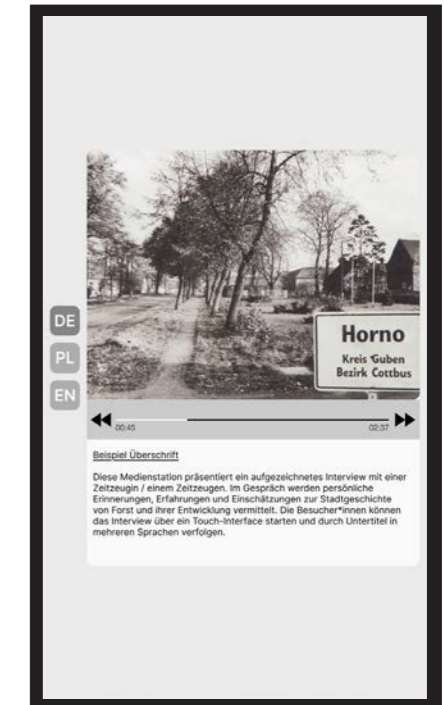 Horno
Kreis Guben
Bezirk Cottbus
DE
PL
EN
00:45
02:37
Beispiel Überschrift
Diese Medienstation präsentiert ein aufgezeichnetes Interview mit einer
Zeitzeugin / einem Zeitzeugen. Im Gespräch werden persönliche
Erinnerungen, Erfahrungen und Einschätzungen zur Stadtgeschichte
von Forst und ihrer Entwicklung vermittelt. Die Besucher*innen können
das Interview über ein Touch-Interface starten und durch Untertitel in
mehreren Sprachen verfolgen.